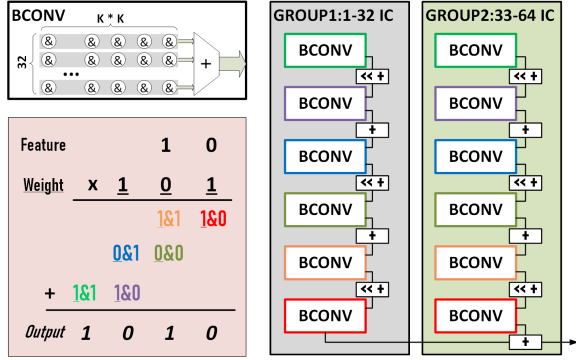 BCONV
K * K
32
& & & & &
& & & & &
...
& & & & &
+
Feature 1 0
Weight x 1 0 1
1&1 1&0
0&1 0&0
+ 1&1 1&0
Output 1 0 1 0
GROUP1:1-32 IC
BCONV
<< +
BCONV
+
BCONV
<< +
BCONV
+
BCONV
<< +
BCONV
GROUP2:33-64 IC
BCONV
<< +
BCONV
+
BCONV
<< +
BCONV
+
BCONV
<< +
BCONV
+